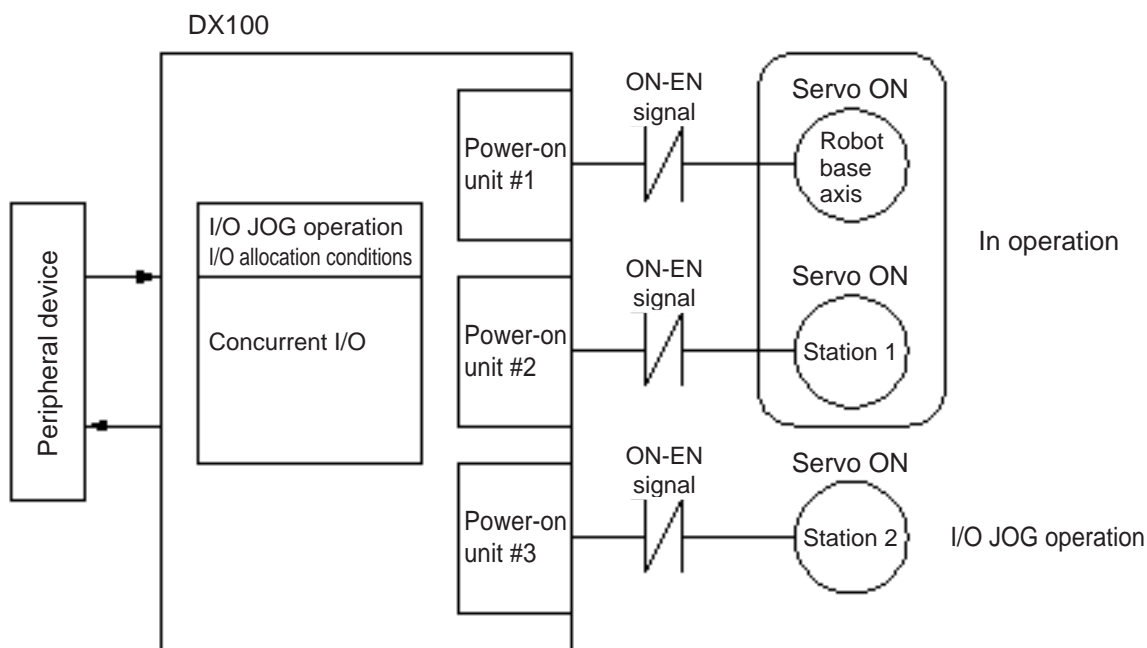 DX100
Peripheral device
I/O JOG operation
I/O allocation conditions
Concurrent I/O
Power-on
unit #1
ON-EN
signal
Servo ON
Robot
base
axis
In operation
Power-on
unit #2
ON-EN
signal
Servo ON
Station 1
Power-on
unit #3
ON-EN
signal
Servo ON
Station 2
I/O JOG operation